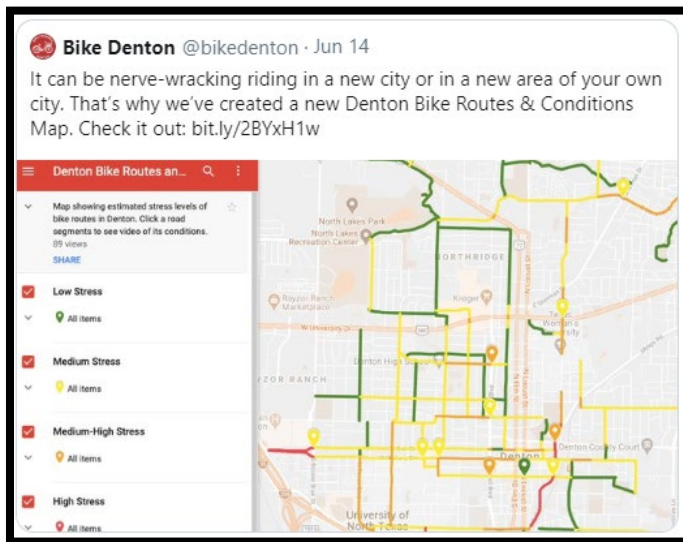 Bike Denton @bikedenton · Jun 14
It can be nerve-wracking riding in a new city or in a new area of your own
city. That's why we've created a new Denton Bike Routes & Conditions
Map. Check it out: bit.ly/2BYxH1w
Denton Bike Routes an...
Map showing estimated stress levels of
bike routes in Denton. Click a road
segments to see video of its conditions.
89 views
SHARE
Low Stress
All items
Medium Stress
All items
Medium-High Stress
All items
High Stress
All items
North Lakes Park
North Lakes
Recreation Center
NORTHRIDGE
Rayzor Ranch
Marketplace
Kroger
W University Dr
Denton High
Woman's
Denton County Court
Denton
University of
North Texas